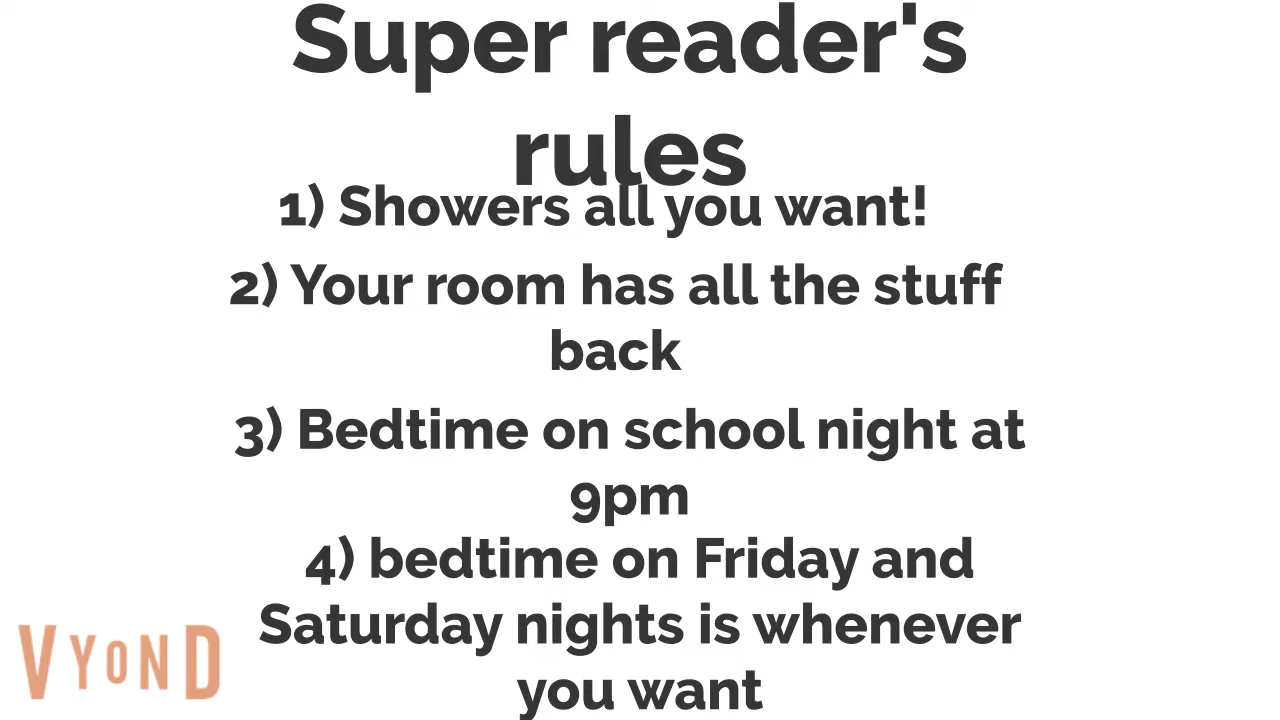 Super reader's
rules
1) Showers all you want!
2) Your room has all the stuff
back
3) Bedtime on school night at
9pm
4) bedtime on Friday and
Saturday nights is whenever
you want
VYOND